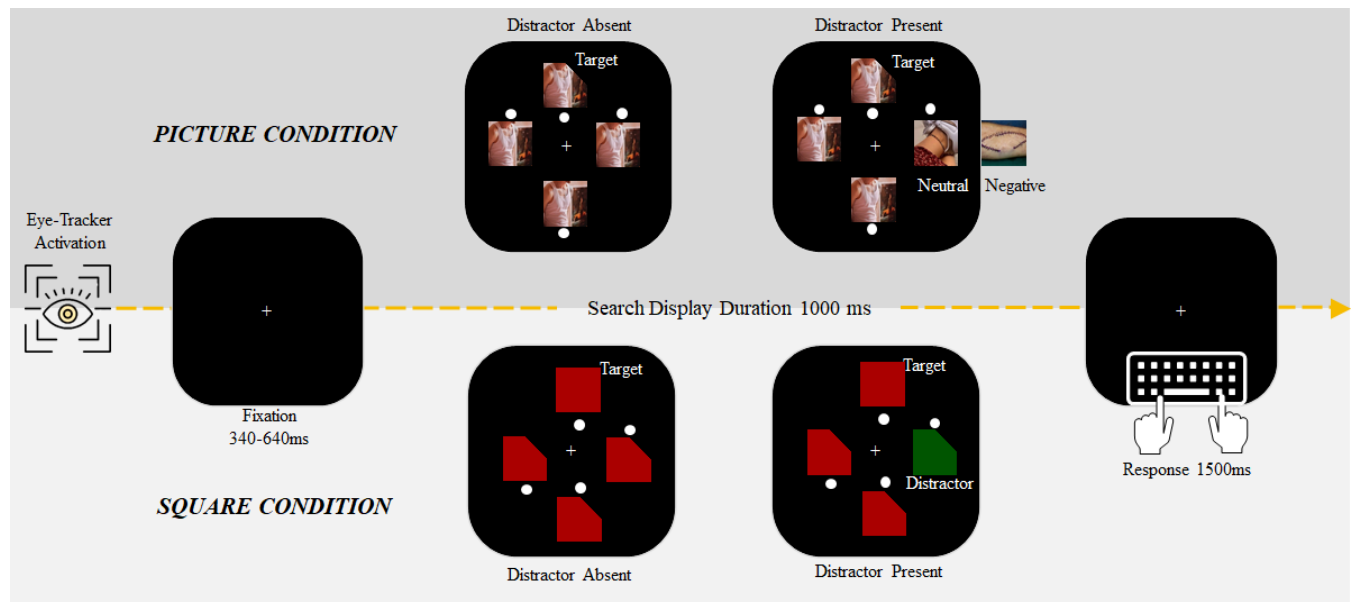 Distractor Absent
Distractor Present
Target
Target
PICTURE CONDITION
Neutral
Negative
Eye-Tracker
Activation
Search Display Duration 1000 ms
Fixation
340-640ms
Target
Target
Distractor
Response 1500ms
SQUARE CONDITION
Distractor Absent
Distractor Present